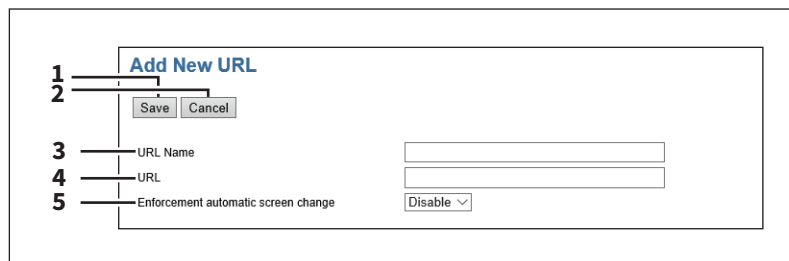 Add New URL
1
2
Save Cancel
3 URL Name
4 URL
5 Enforcement automatic screen change Disable